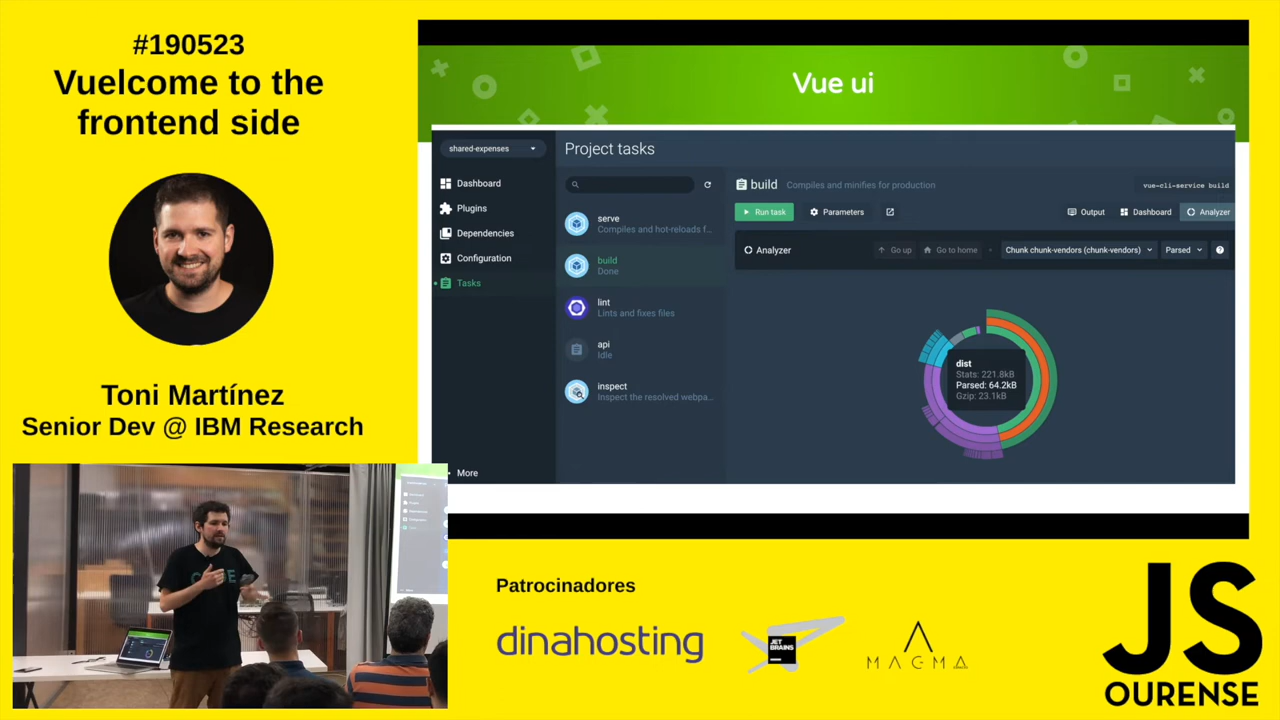 #190523
Vuelcome to the
frontend side
Toni Martínez
Senior Dev @ IBM Research
Vue ui
shared-expenses
Dashboard
Plugins
Dependencies
Configuration
Tasks
More
Project tasks
serve
Compiles and hot-reloads f...
build
Done
lint
Lints and fixes files
api
Idle
inspect
Inspect the resolved webpa...
build Compiles and minifies for production
vue-cli-service build
Run task Parameters Output Dashboard Analyzer
Analyzer Go up Go to home Chunk chunk-vendors (chunk-vendors) Parsed ?
dist
Stats: 221.8kB
Parsed: 64.2kB
Gzip: 23.1kB
Patrocinadores
dinahosting
JET
BRAINS
MAGMA
JS
OURENSE